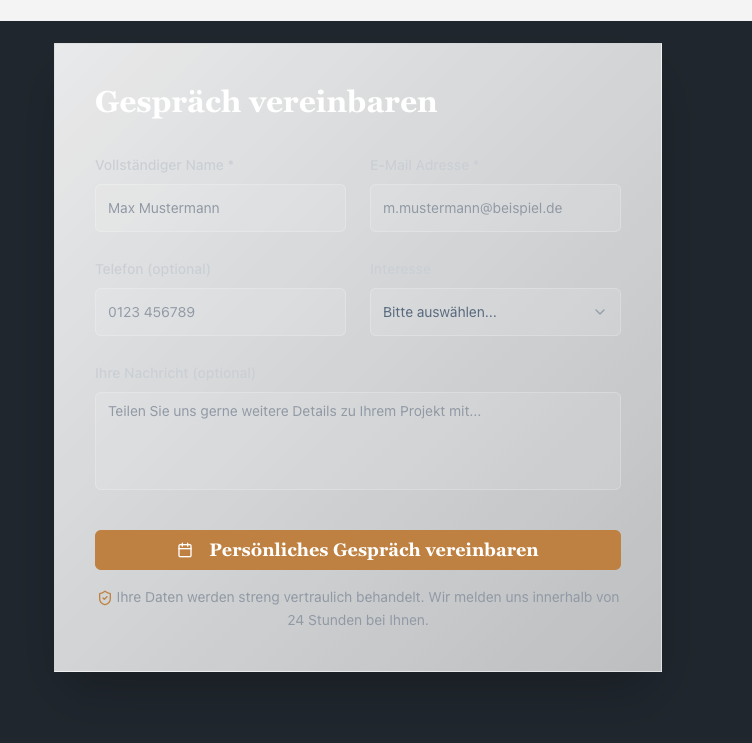 Gespräch vereinbaren
Vollständiger Name *
E-Mail Adresse *
Max Mustermann
m.mustermann@beispiel.de
Telefon (optional)
Interesse
0123 456789
Bitte auswählen...
Ihre Nachricht (optional)
Teilen Sie uns gerne weitere Details zu Ihrem Projekt mit...
Persönliches Gespräch vereinbaren
Ihre Daten werden streng vertraulich behandelt. Wir melden uns innerhalb von
24 Stunden bei Ihnen.